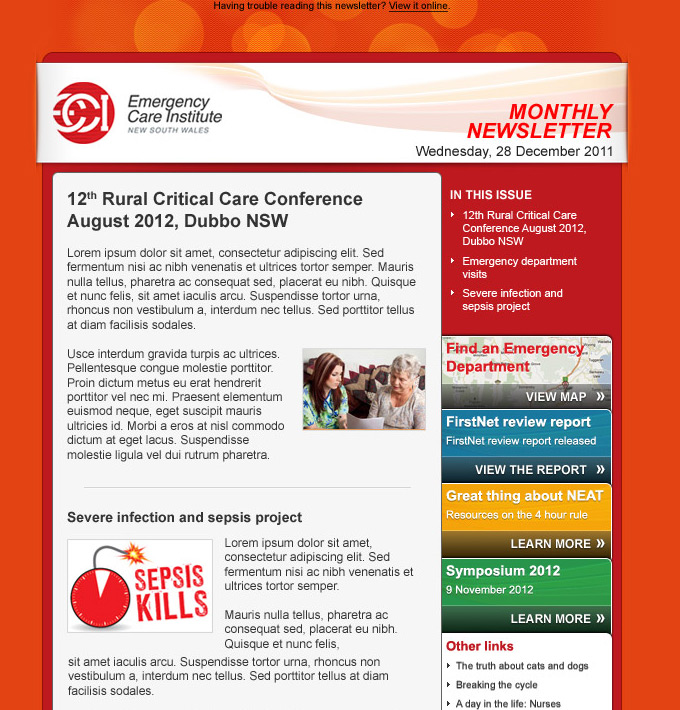 Having trouble reading this newsletter? View it online.
Emergency
Care Institute
NEW SOUTH WALES
MONTHLY
NEWSLETTER
Wednesday, 28 December 2011
12th Rural Critical Care Conference
August 2012, Dubbo NSW
Lorem ipsum dolor sit amet, consectetur adipiscing elit. Sed
fermentum nisi ac nibh venenatis et ultrices tortor semper. Mauris
nulla tellus, pharetra ac consequat sed, placerat eu nibh. Quisque
et nunc felis, sit amet iaculis arcu. Suspendisse tortor urna,
rhoncus non vestibulum a, interdum nec tellus. Sed porttitor tellus
at diam facilisis sodales.
Usce interdum gravida turpis ac ultrices.
Pellentesque congue molestie porttitor.
Proin dictum metus eu erat hendrerit
porttitor vel nec mi. Praesent elementum
euismod neque, eget suscipit mauris
ultricies id. Morbi a eros at nisl commodo
dictum at eget lacus. Suspendisse
molestie ligula vel dui rutrum pharetra.
Severe infection and sepsis project
SEPSIS
KILLS
Lorem ipsum dolor sit amet,
consectetur adipiscing elit. Sed
fermentum nisi ac nibh venenatis et
ultrices tortor semper.
Mauris nulla tellus, pharetra ac
consequat sed, placerat eu nibh.
Quisque et nunc felis,
sit amet iaculis arcu. Suspendisse tortor urna, rhoncus non
vestibulum a, interdum nec tellus. Sed porttitor tellus at diam
facilisis sodales.
IN THIS ISSUE
12th Rural Critical Care
Conference August 2012,
Dubbo NSW
Emergency department
visits
Severe infection and
sepsis project
Find an Emergency
Department
VIEW MAP »
FirstNet review report
FirstNet review report released
VIEW THE REPORT »
Great thing about NEAT
Resources on the 4 hour rule
LEARN MORE »
Symposium 2012
9 November 2012
LEARN MORE »
Other links
The truth about cats and dogs
Breaking the cycle
A day in the life: Nurses